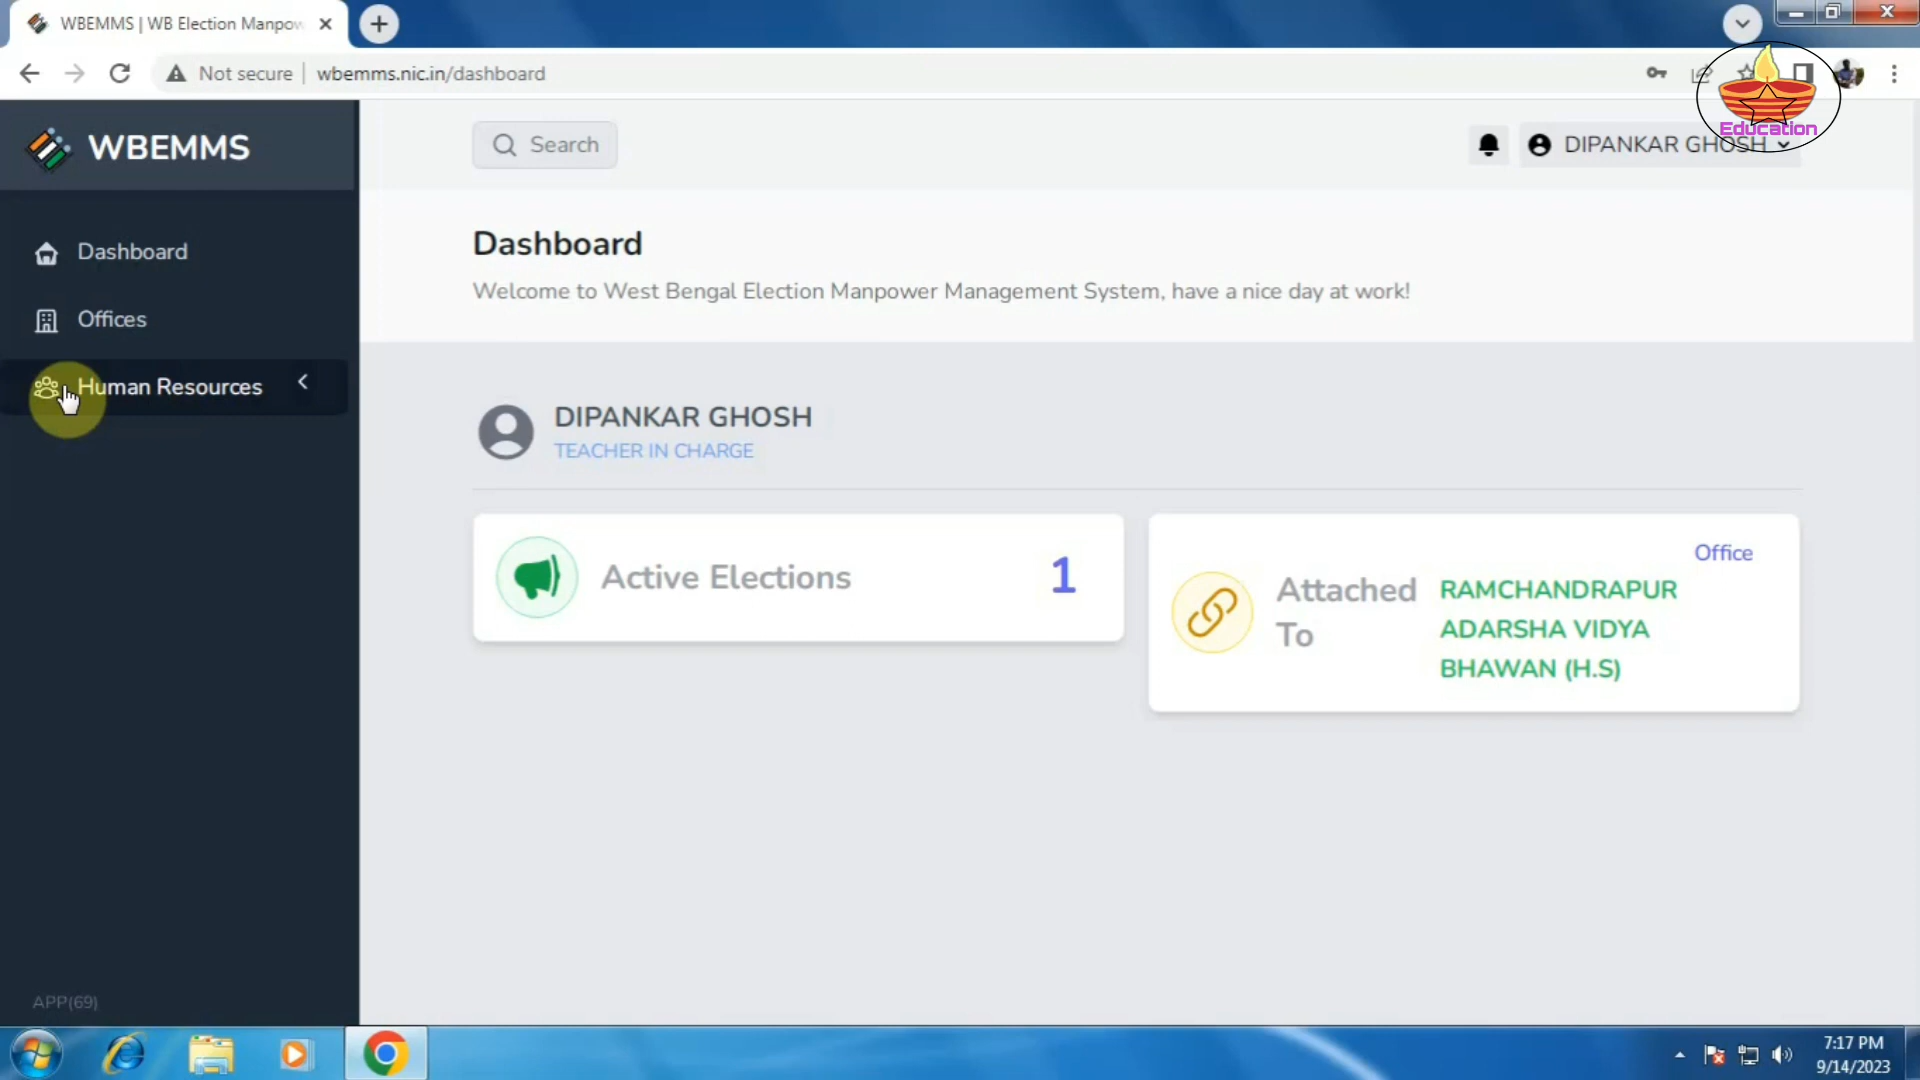 WBEMMS | WB Election Manpow
Not secure
wbemms.nic.in/dashboard
Education
WBEMMS
Search
DIPANKAR GHOSH
Dashboard
Offices
Human Resources
Dashboard
Welcome to West Bengal Election Manpower Management System, have a nice day at work!
DIPANKAR GHOSH
TEACHER IN CHARGE
Active Elections
1
Office
Attached
To
RAMCHANDRAPUR
ADARSHA VIDYA
BHAWAN (H.S)
APP(69)
7:17 PM
9/14/2023